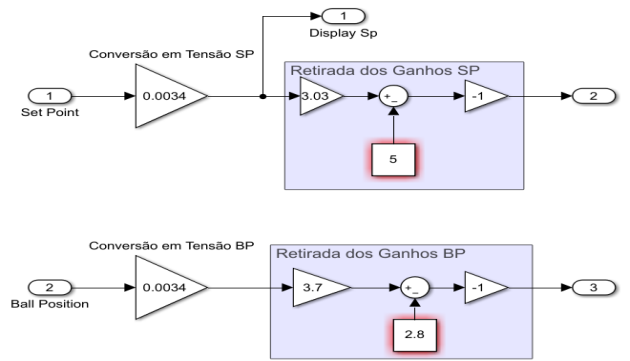 1
Display Sp
Conversão em Tensão SP
Retirada dos Ganhos SP
1
0.0034
3.03
+
-
-1
2
Set Point
5
Conversão em Tensão BP
Retirada dos Ganhos BP
2
0.0034
3.7
+
-
-1
3
Ball Position
2.8